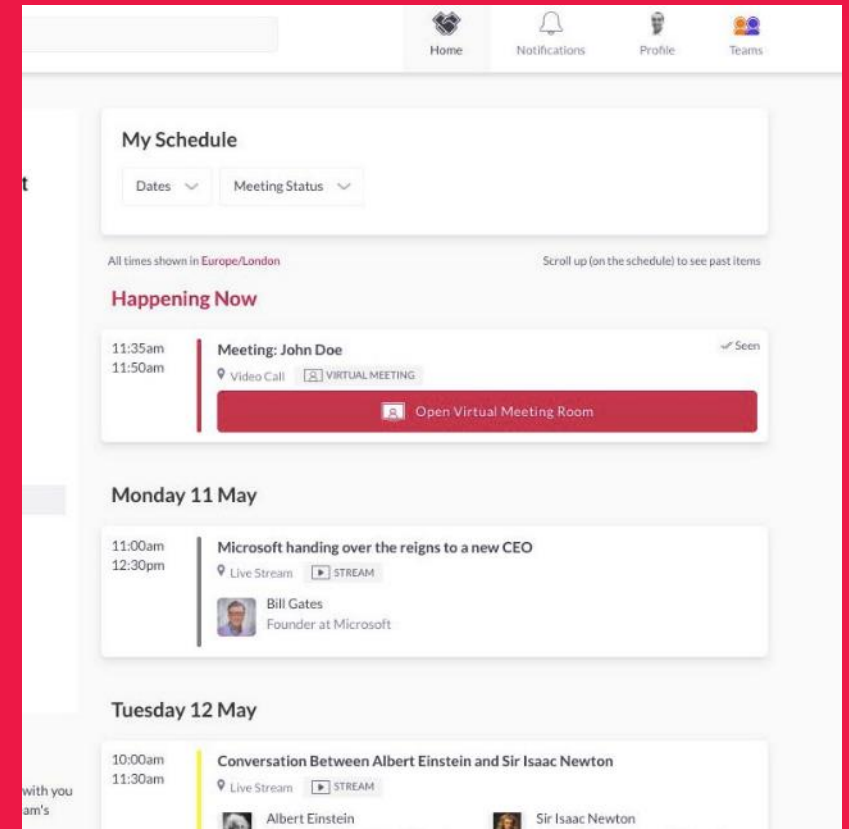 Home
Notifications
Profile
Teams
t
My Schedule
Dates
Meeting Status
All times shown in Europe/London
Scroll up (on the schedule) to see past items
Happening Now
11:35am
11:50am
Meeting: John Doe
Seen
Video Call
VIRTUAL MEETING
Open Virtual Meeting Room
Monday 11 May
11:00am
12:30pm
Microsoft handing over the reigns to a new CEO
Live Stream
STREAM
Bill Gates
Founder at Microsoft
Tuesday 12 May
10:00am
11:30am
Conversation Between Albert Einstein and Sir Isaac Newton
Live Stream
STREAM
with you
am's
Albert Einstein
Sir Isaac Newton